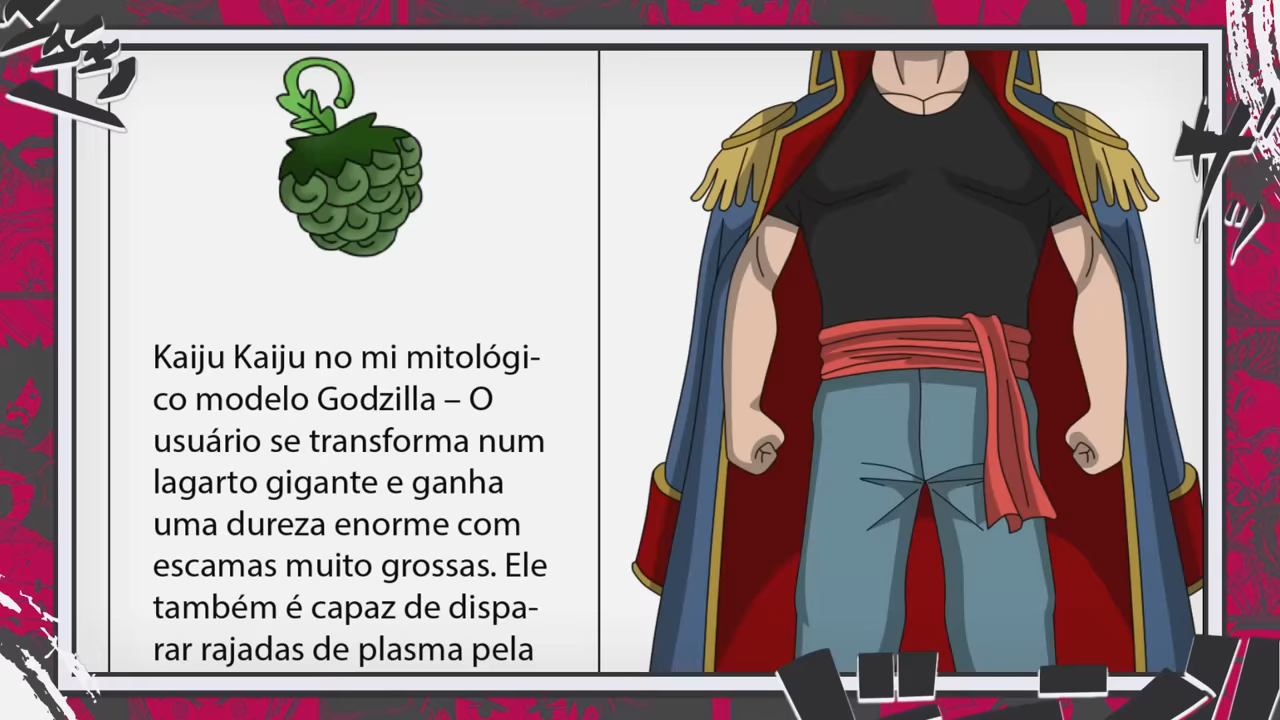 Kaiju Kaiju no mi mitológi-
co modelo Godzilla – O
usuário se transforma num
lagarto gigante e ganha
uma dureza enorme com
escamas muito grossas. Ele
também é capaz de dispa-
rar rajadas de plasma pela